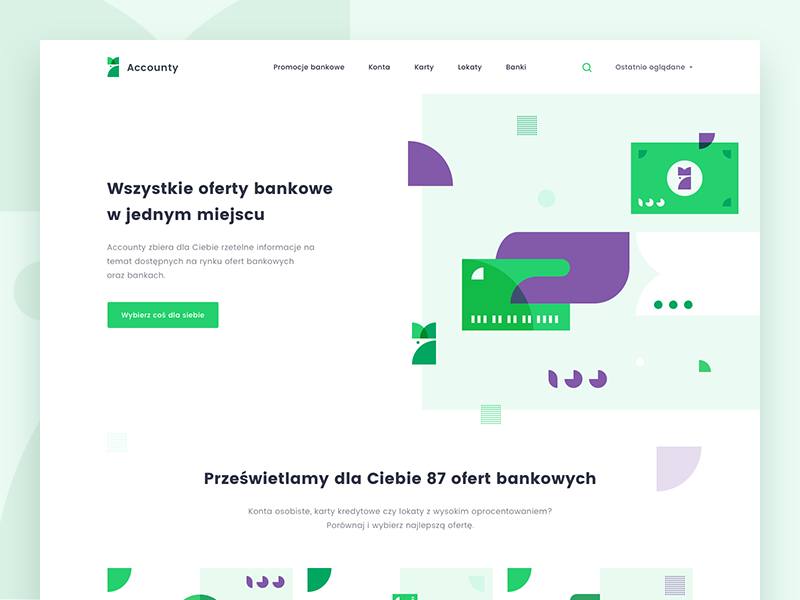 Accounty
Promocje bankowe
Konta
Karty
Lokaty
Banki
Ostatnio oglądane
Wszystkie oferty bankowe
w jednym miejscu
Accounty zbiera dla Ciebie rzetelne informacje na
temat dostępnych na rynku ofert bankowych
oraz bankach.
Wybierz coś dla siebie
Prześwietlamy dla Ciebie 87 ofert bankowych
Konta osobiste, karty kredytowe czy lokaty z wysokim oprocentowaniem?
Porównaj i wybierz najlepszą ofertę.